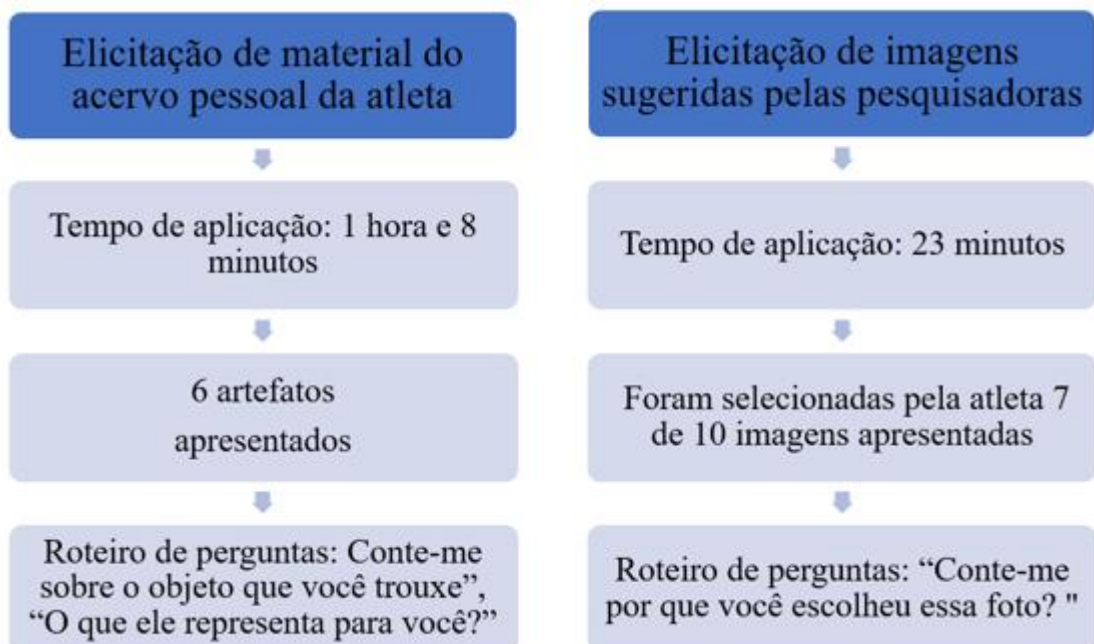 Elicitação de material do
acervo pessoal da atleta
Tempo de aplicação: 1 hora e 8
minutos
6 artefatos
apresentados
Roteiro de perguntas: Conte-me
sobre o objeto que você trouxe”,
“O que ele representa para você?”
Elicitação de imagens
sugeridas pelas pesquisadoras
Tempo de aplicação: 23 minutos
Foram selecionadas pela atleta 7
de 10 imagens apresentadas
Roteiro de perguntas: “Conte-me
por que você escolheu essa foto? "